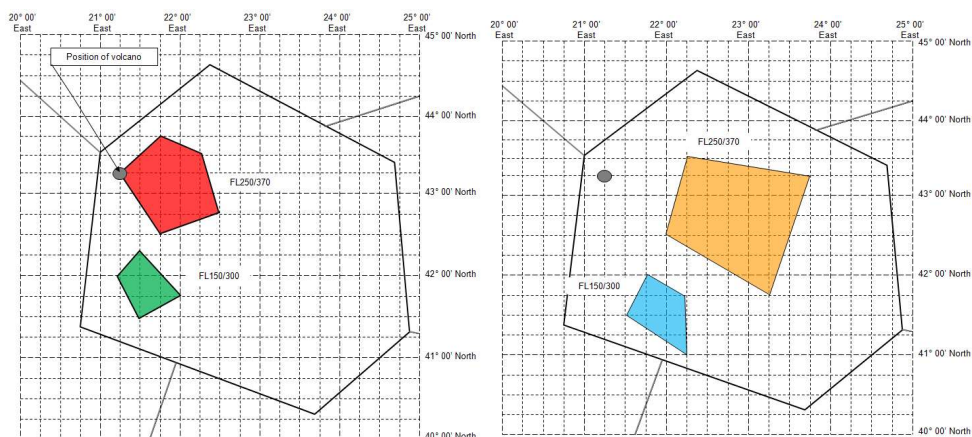 20° 00' East
21° 00' East
22° 00' East
23° 00' East
24° 00' East
25° 00' East
Position of volcano
45° 00' North
44° 00' North
FL250/370
43° 00' North
FL150/300
42° 00' North
41° 00' North
40° 00' North
20° 00' East
21° 00' East
22° 00' East
23° 00' East
24° 00' East
25° 00' East
45° 00' North
44° 00' North
FL250/370
43° 00' North
42° 00' North
FL150/300
41° 00' North
40° 00' North